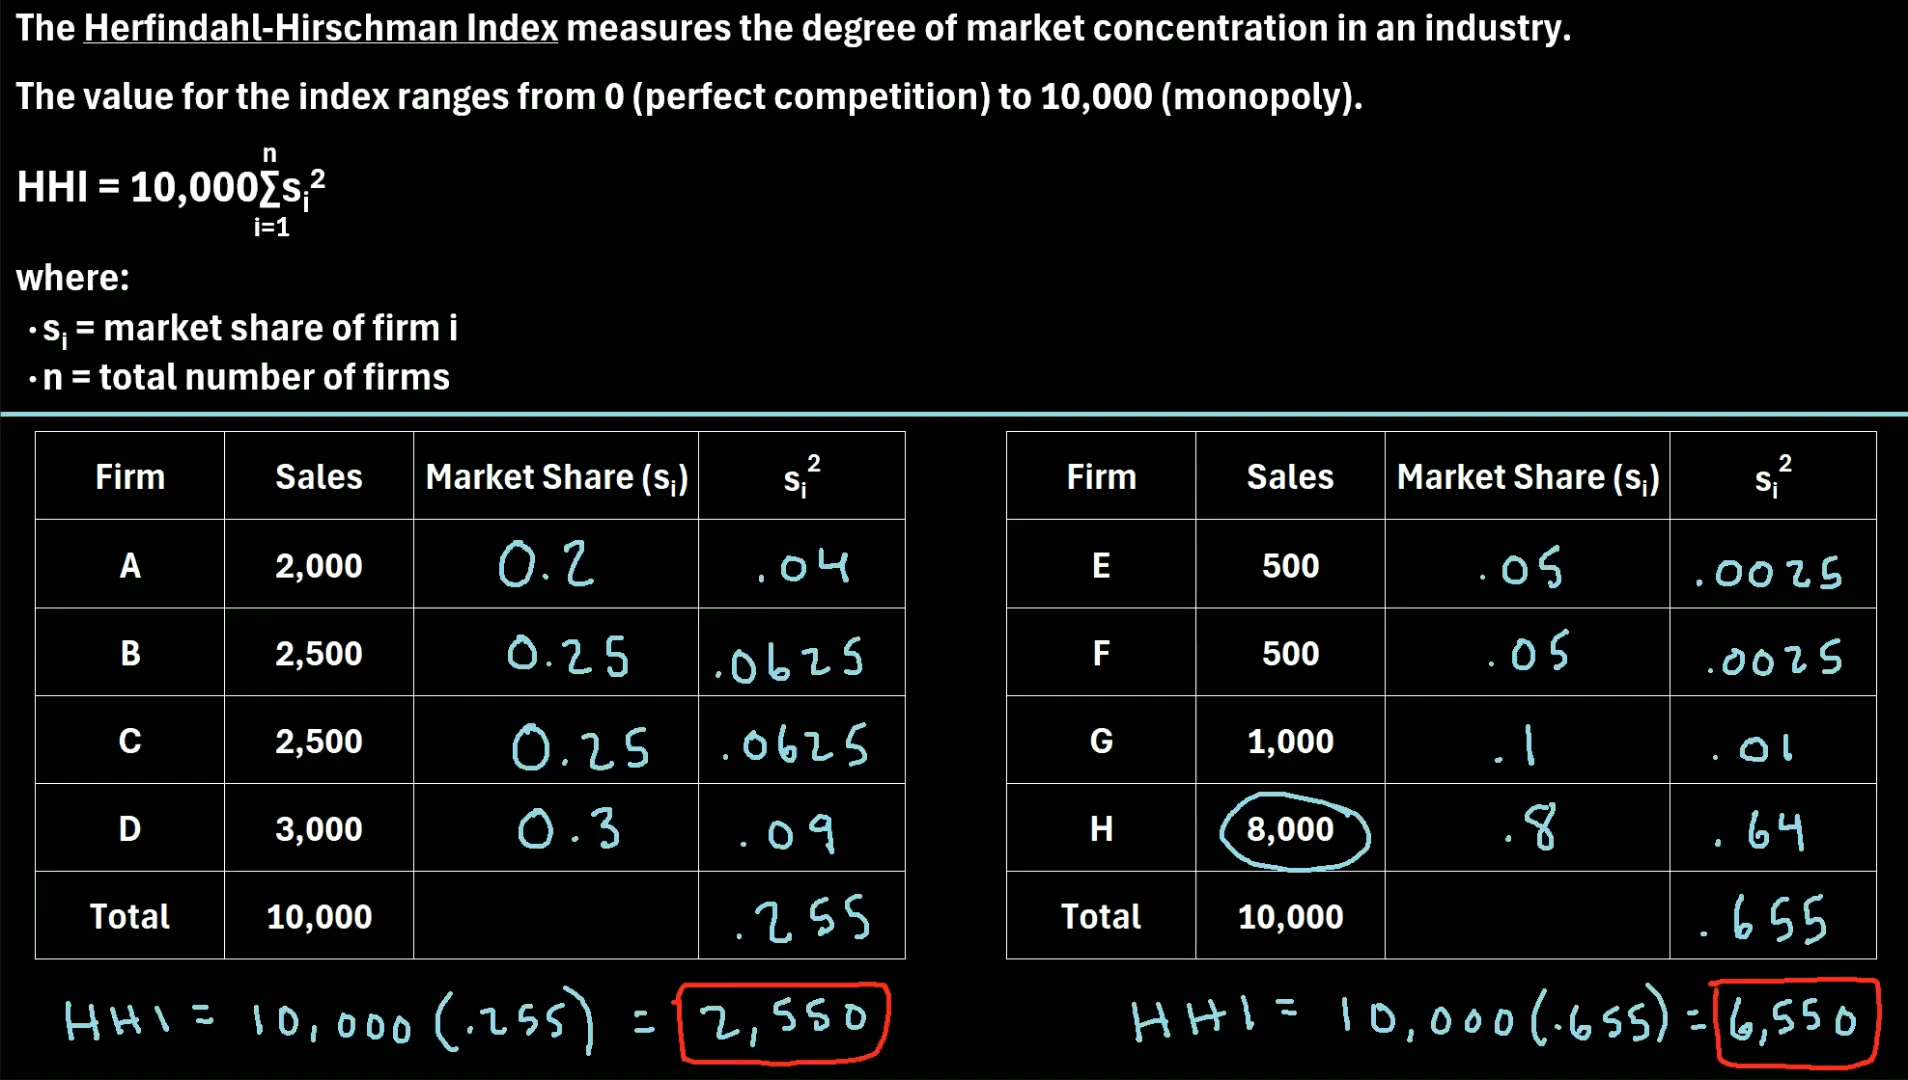 The Herfindahl-Hirschman Index measures the degree of market concentration in an industry.
The value for the index ranges from 0 (perfect competition) to 10,000 (monopoly).
n
HHI = 10,000∑sᵢ²
i=1
where:
· sᵢ = market share of firm i
· n = total number of firms
Firm Sales Market Share (sᵢ) sᵢ²
A 2,000 0.2 .04
B 2,500 0.25 .0625
C 2,500 0.25 .0625
D 3,000 0.3 .09
Total 10,000 .255
HHI = 10,000 (.255) = 2,550
Firm Sales Market Share (sᵢ) sᵢ²
E 500 .05 .0025
F 500 .05 .0025
G 1,000 .1 .01
H 8,000 .8 .64
Total 10,000 .655
HHI = 10,000 (.655) = 6,550